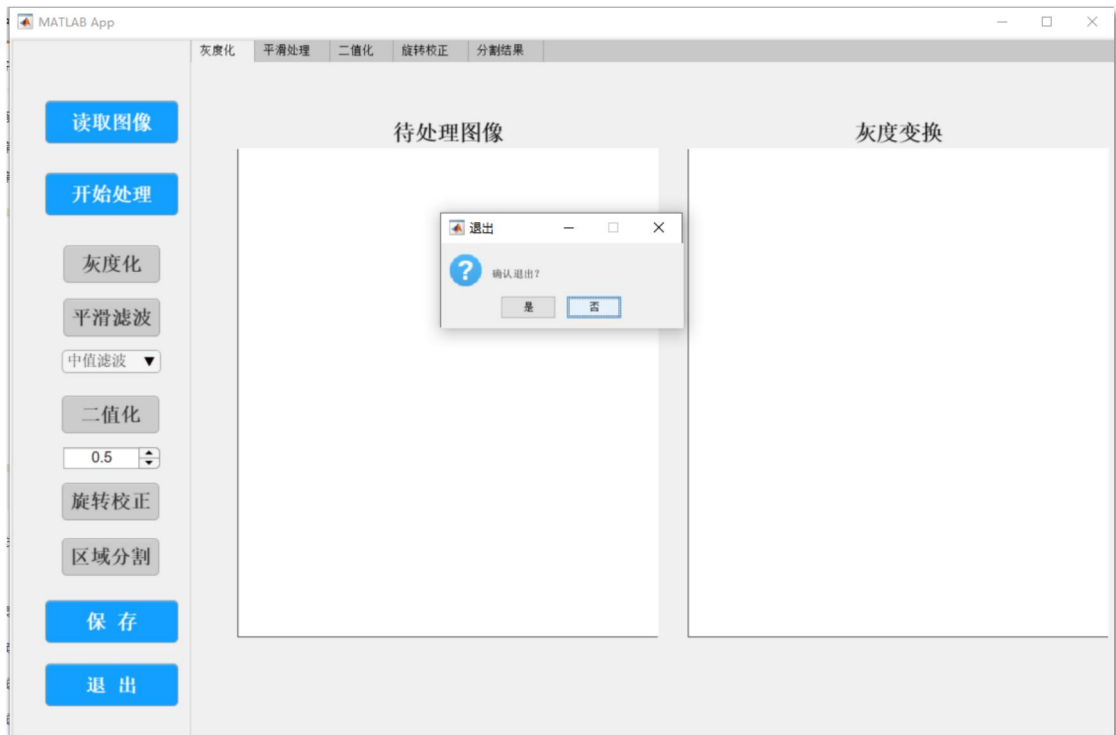 MATLAB App
灰度化 平滑处理 二值化 旋转校正 分割结果
读取图像
开始处理
灰度化
平滑滤波
中值滤波
二值化
0.5
旋转校正
区域分割
保 存
退 出
待处理图像
灰度变换
退出
确认退出?
是 否